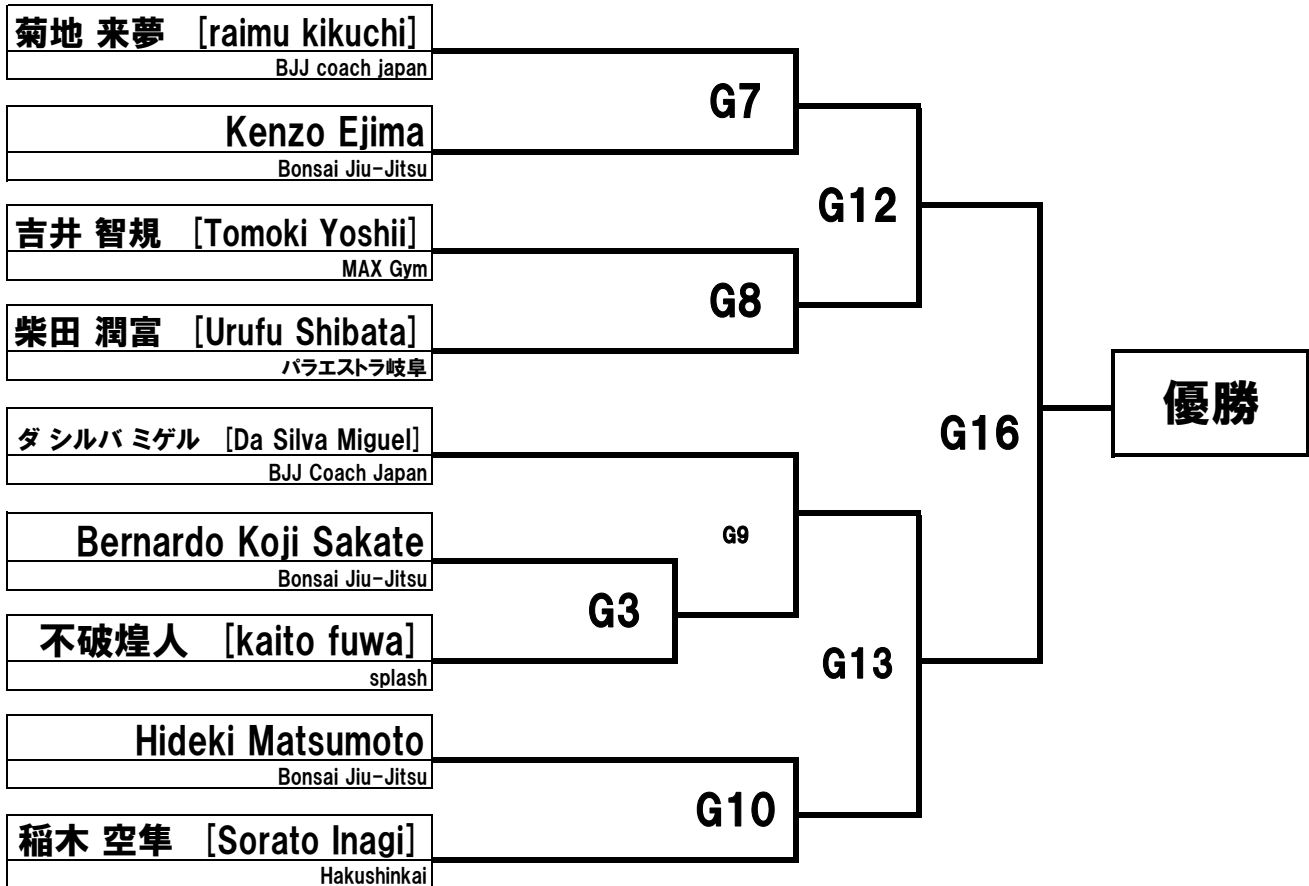 菊地 来夢 [raimu kikuchi]
BJJ coach japan
G7
Kenzo Ejima
Bonsai Jiu-Jitsu
G12
吉井 智規 [Tomoki Yoshii]
MAX Gym
G8
柴田 潤富 [Urufu Shibata]
パラエストラ岐阜
優勝
G16
ダ シルバ ミゲル [Da Silva Miguel]
BJJ Coach Japan
G9
Bernardo Koji Sakate
Bonsai Jiu-Jitsu
G3
不破煌人 [kaito fuwa]
splash
G13
Hideki Matsumoto
Bonsai Jiu-Jitsu
G10
稲木 空隼 [Sorato Inagi]
Hakushinkai